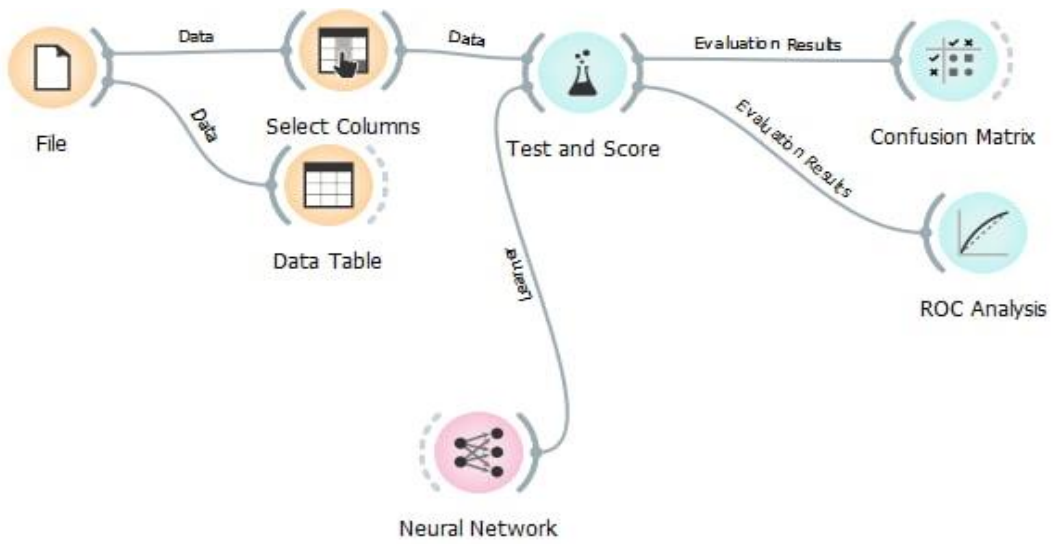 Data
Data
Evaluation Results
File
Select Columns
Test and Score
Confusion Matrix
Data
Evaluation Results
Data Table
Learner
ROC Analysis
Neural Network